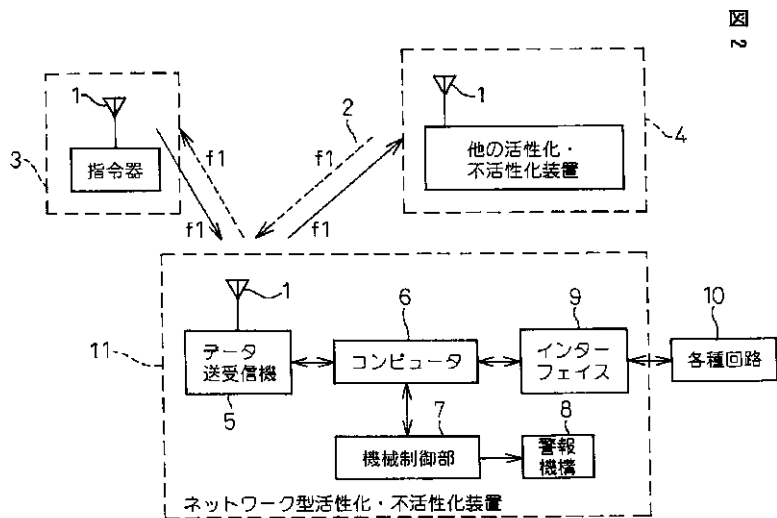 図2
1
3
指令器
f1
f1
2
f1
f1
1
4
他の活性化・
不活性化装置
11
1
データ
送受信機
5
6
コンピュータ
9
インター
フェイス
10
各種回路
7
機械制御部
8
警報
機構
ネットワーク型活性化・不活性化装置